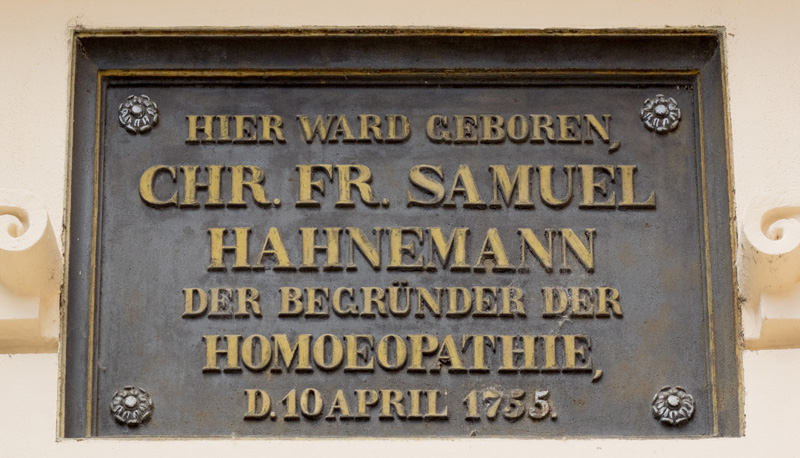 HIER WARD GEBOREN,
CHR. FR. SAMUEL
HAHNEMANN
DER BEGRÜNDER DER
HOMOEOPATHIE,
D. 10 APRIL 1755.